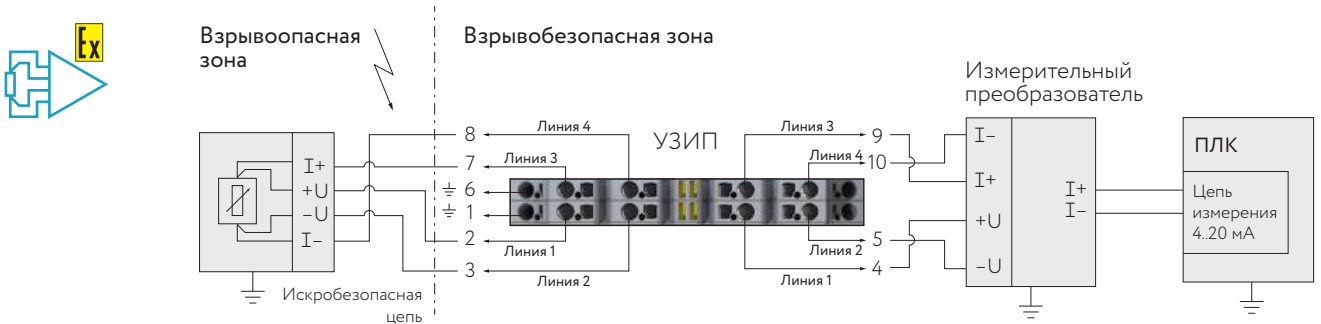 Ex
Взрывоопасная
зона
Взрывобезопасная зона
Измерительный
преобразователь
8
Линия 4
УЗИП
Линия 3
9
I-
ПЛК
7
Линия 3
Линия 4
10
I+
+U
-U
I-
6
1
I+
I+
I-
Цепь
измерения
4..20 мА
2
Линия 1
Линия 2
5
+U
3
Линия 2
Линия 1
4
-U
Искробезопасная
цепь